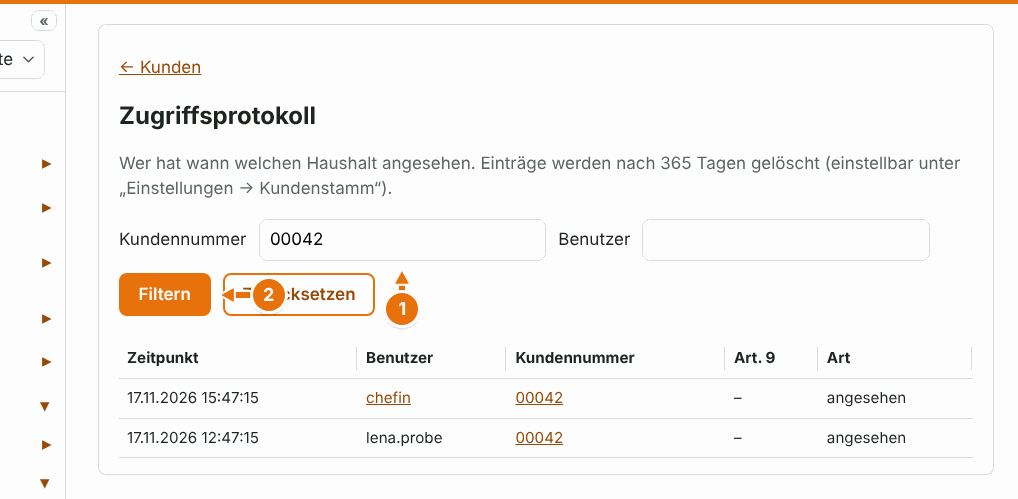 «
te
← Kunden
Zugriffsprotokoll
Wer hat wann welchen Haushalt angesehen. Einträge werden nach 365 Tagen gelöscht (einstellbar unter
„Einstellungen → Kundenstamm“).
Kundennummer 00042 Benutzer
Filtern 2 cksetzen 1
Zeitpunkt Benutzer Kundennummer Art. 9 Art
17.11.2026 15:47:15 chefin 00042 – angesehen
17.11.2026 12:47:15 lena.probe 00042 – angesehen